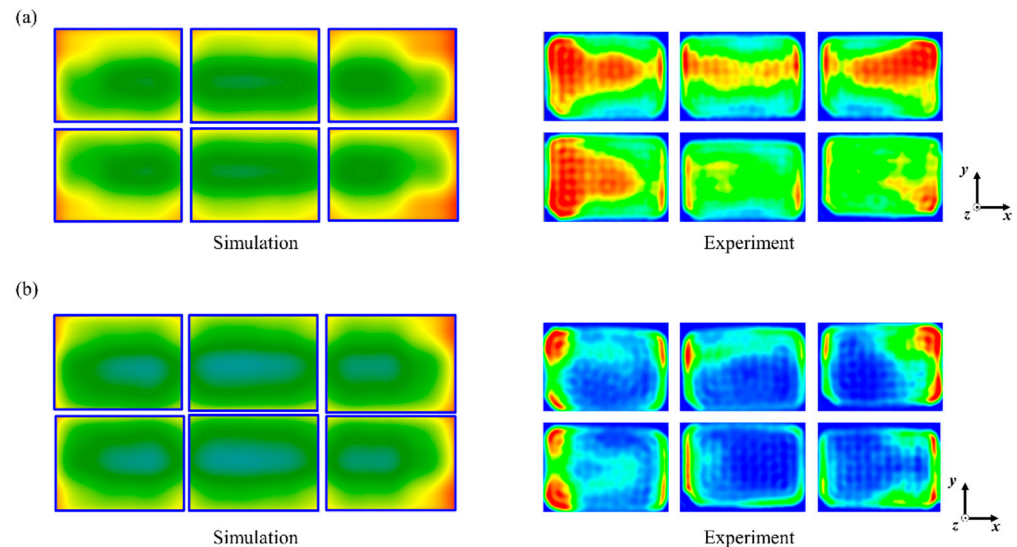 (a)
Simulation
Experiment
y
z
x
(b)
Simulation
Experiment
y
z
x